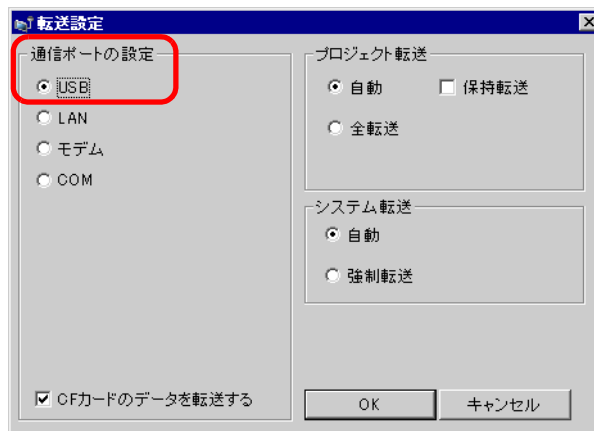 転送設定
通信ポートの設定
USB
LAN
モデム
COM
CFカードのデータを転送する
プロジェクト転送
自動
保持転送
全転送
システム転送
自動
強制転送
OK
キャンセル